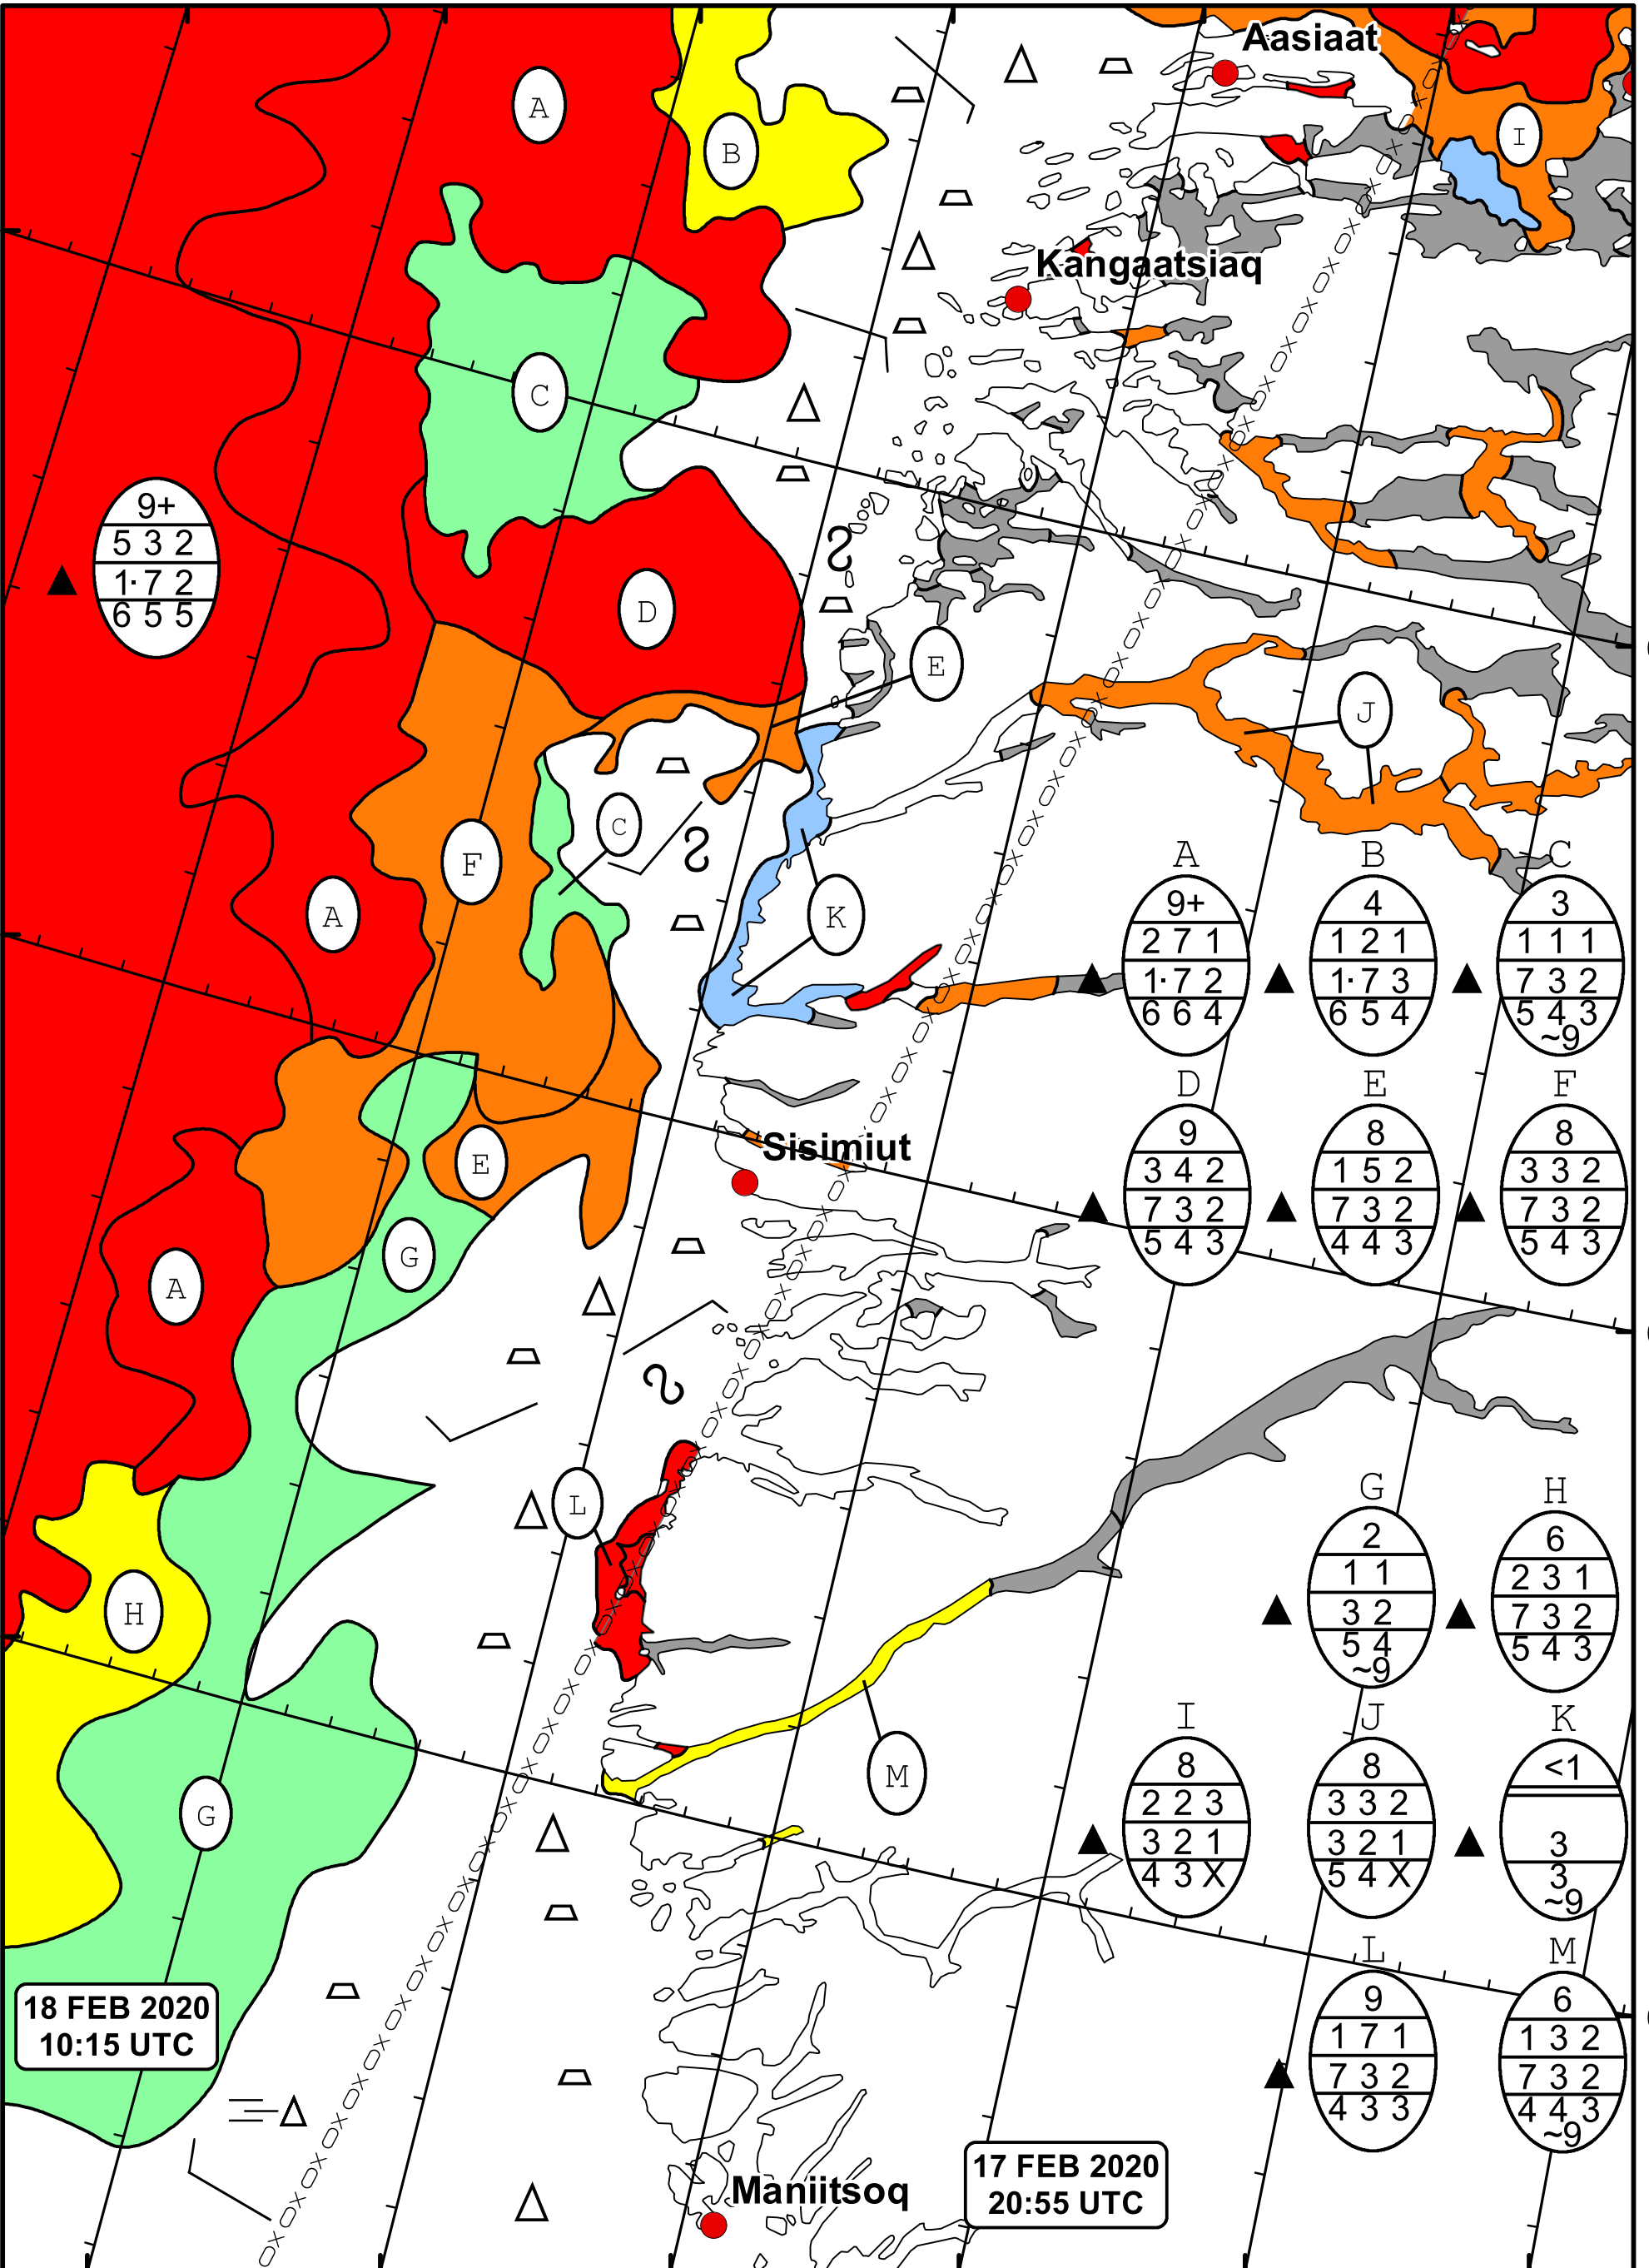 Aasiaat
A
B
I
Kangaatsiaq
C
9+
5 3 2
1· 7 2
6 5 5
D
E
J
F
C
A
K
A B C
9+
2 7 1
1· 7 2
6 6 4
4
1 2 1
1· 7 3
6 5 4
3
1 1 1
7 3 2
5 4 3
~9
Sisimiut
E
G
A
D E F
9
3 4 2
7 3 2
5 4 3
8
1 5 2
7 3 2
4 4 3
8
3 3 2
7 3 2
5 4 3
L
H
G H
2
1 1
3 2
5 4
~9
6
2 3 1
7 3 2
5 4 3
M
G
I J K
8
2 2 3
3 2 1
4 3 X
8
3 3 2
3 2 1
5 4 X
<1
3
3
~9
L M
9
1 7 1
7 3 2
4 3 3
6
1 3 2
7 3 2
4 4 3
~9
18 FEB 2020
10:15 UTC
17 FEB 2020
20:55 UTC
Maniitsoq